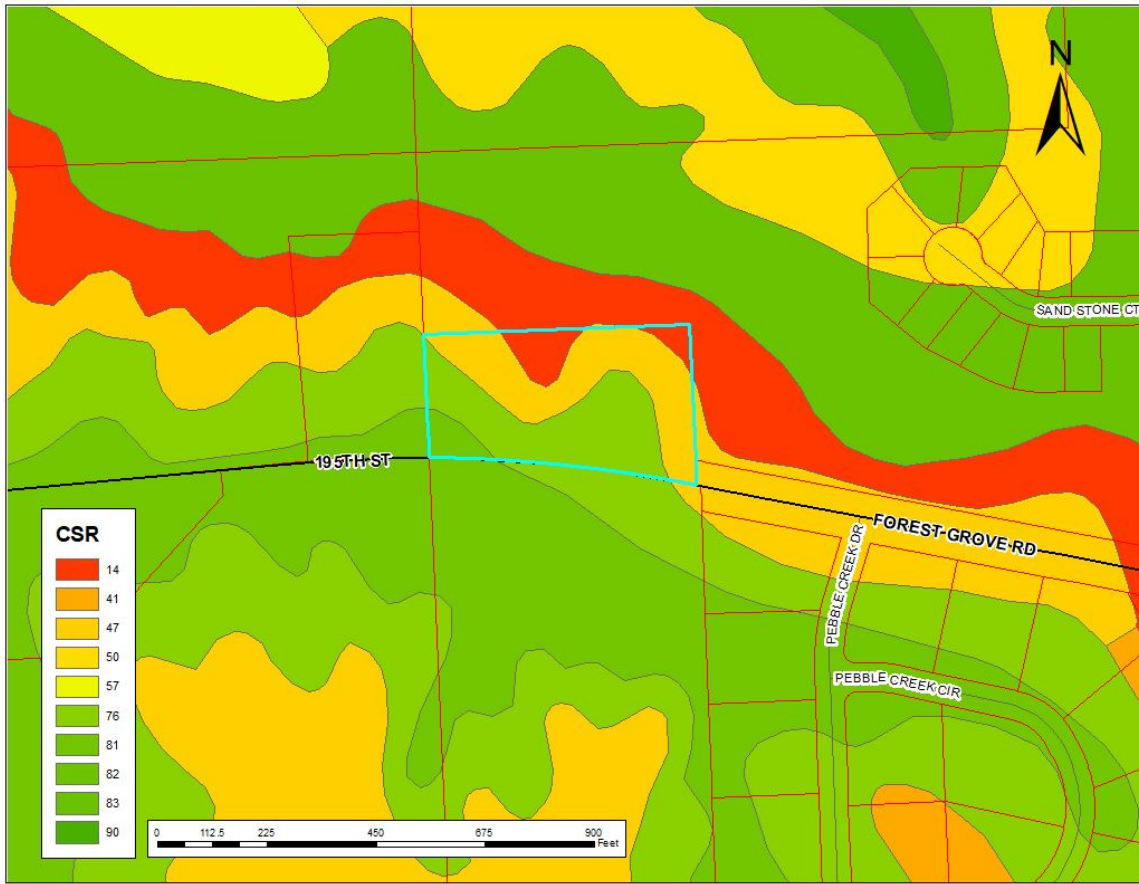 N
SAND STONE CT
195TH ST
FOREST GROVE RD
PEBBLE CREEK DR
PEBBLE CREEK CIR
CSR
14
41
47
50
57
76
81
82
83
90
0 112.5 225 450 675 900
Feet